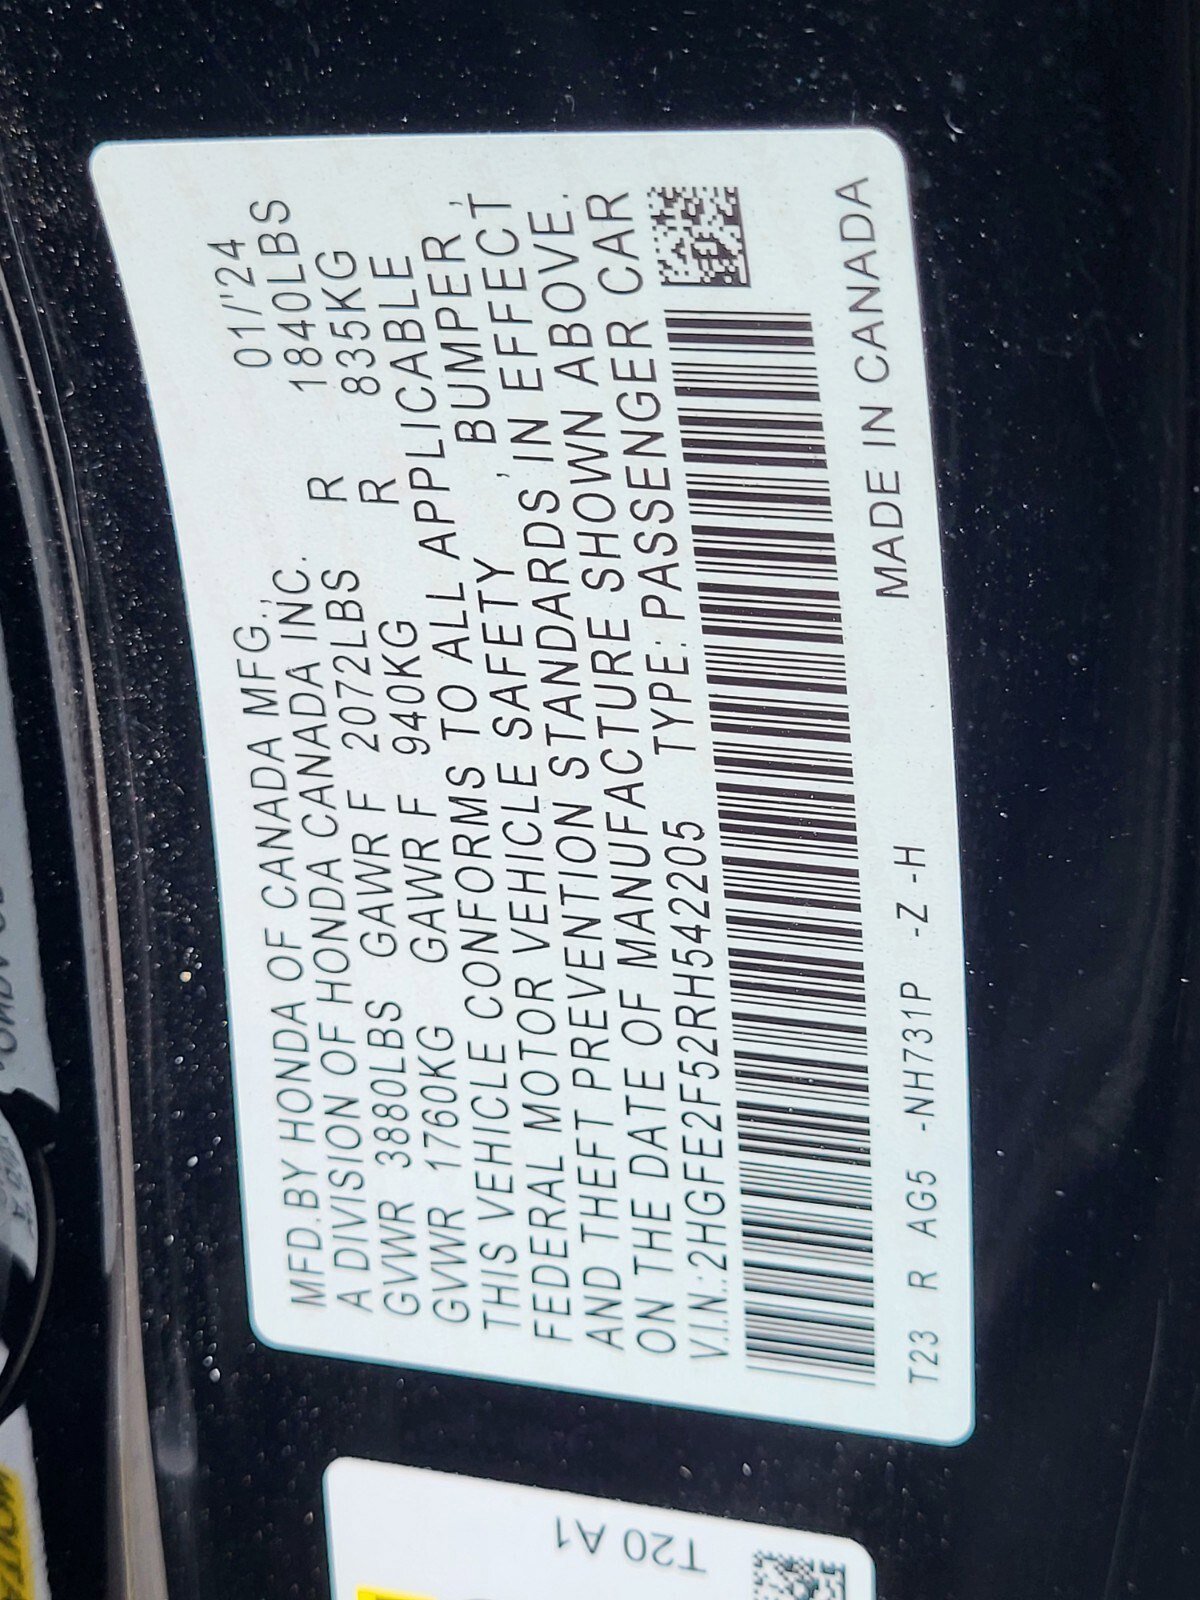 MFD.BY HONDA OF CANADA MFG., 01/'24
A DIVISION OF HONDA CANADA INC.
GVWR 3880LBS GAWR F 2072LBS R 1840LBS
GVWR 1760KG GAWR F 940KG R 835KG
THIS VEHICLE CONFORMS TO ALL APPLICABLE
FEDERAL MOTOR VEHICLE SAFETY ' BUMPER '
AND THEFT PREVENTION STANDARDS IN EFFECT
ON THE DATE OF MANUFACTURE SHOWN ABOVE.
V.I.N.:2HGFE2F52RH542205 TYPE: PASSENGER CAR
T23 R AG5 -NH731P -Z -H MADE IN CANADA
T20 A1